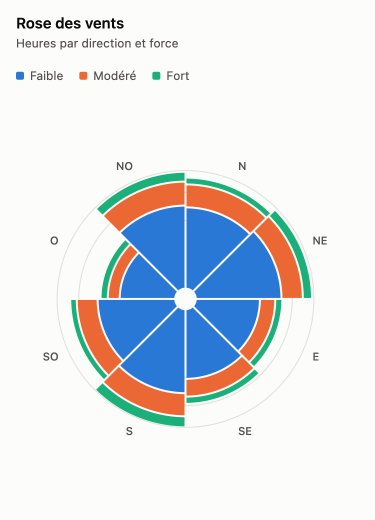 Rose des vents
Heures par direction et force
Faible Modéré Fort
NO N
O NE
SO E
S SE